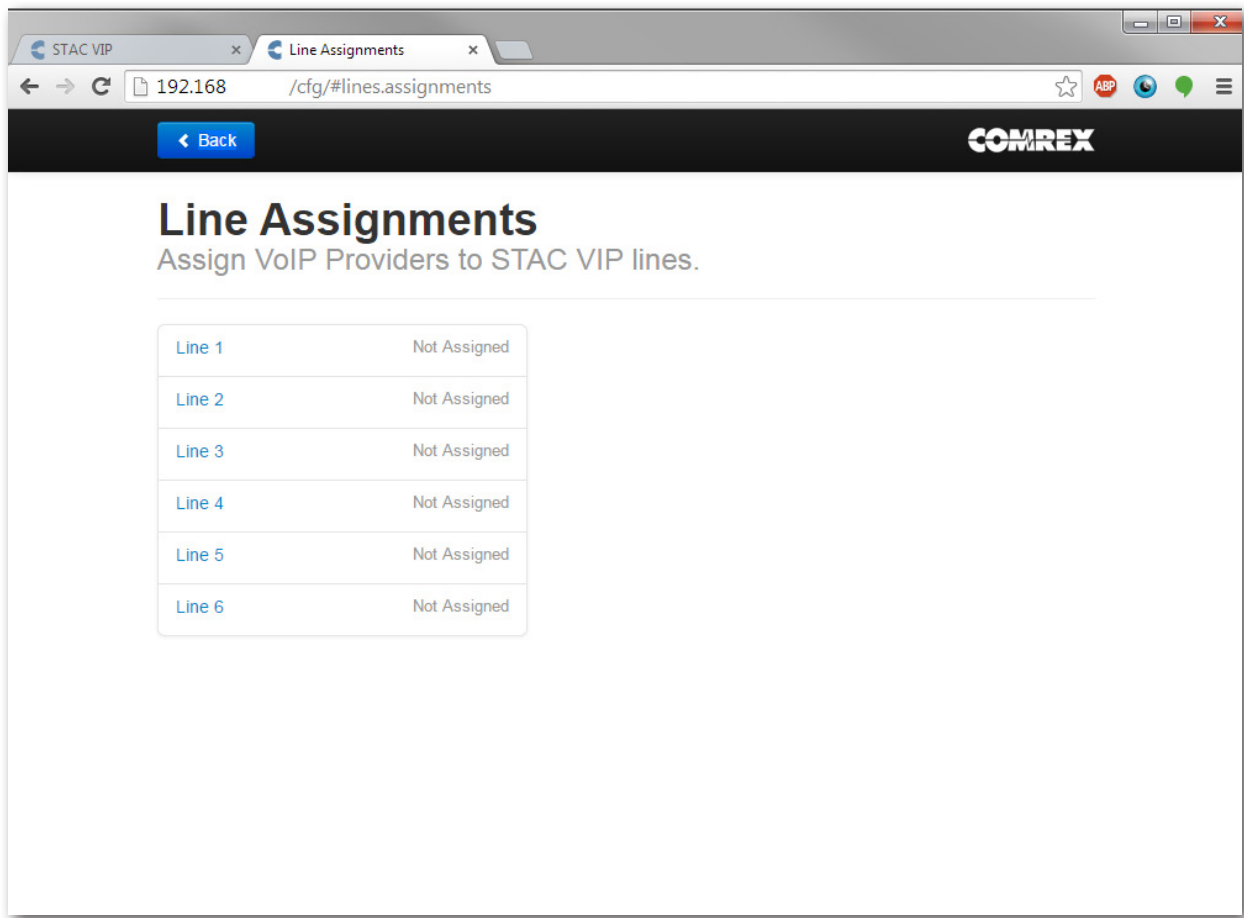 STAC VIP
Line Assignments
192.168 /cfg/#lines.assignments
ABP
Back
COMREX
Line Assignments
Assign VoIP Providers to STAC VIP lines.
Line 1 Not Assigned
Line 2 Not Assigned
Line 3 Not Assigned
Line 4 Not Assigned
Line 5 Not Assigned
Line 6 Not Assigned